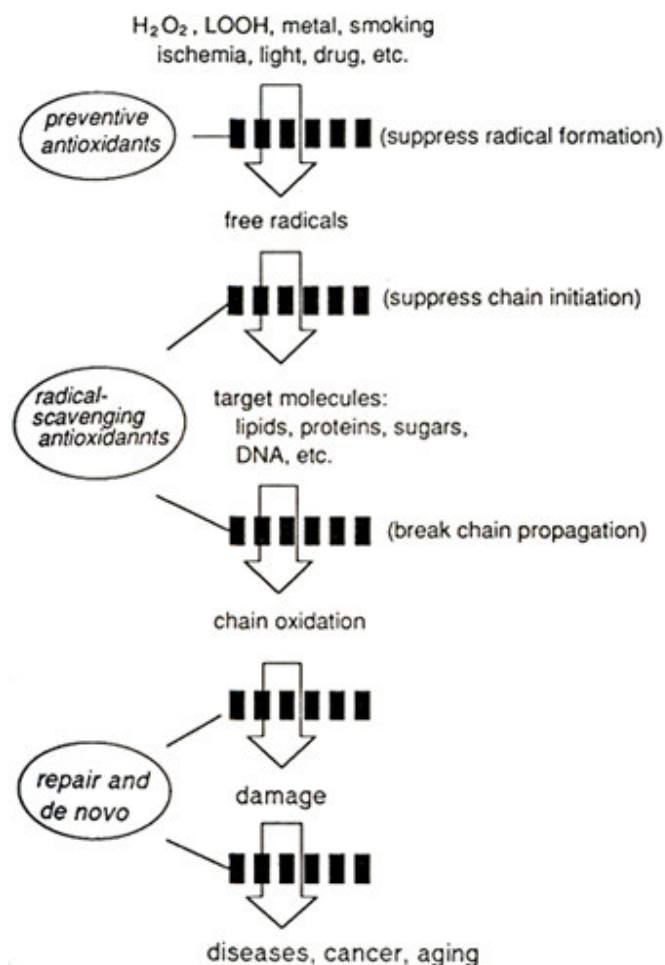 H₂O₂, LOOH, metal, smoking
ischemia, light, drug, etc.
preventive
antioxidants
(suppress radical formation)
free radicals
(suppress chain initiation)
radical-
scavenging
antioxidannts
target molecules:
lipids, proteins, sugars,
DNA, etc.
(break chain propagation)
chain oxidation
repair and
de novo
damage
diseases, cancer, aging